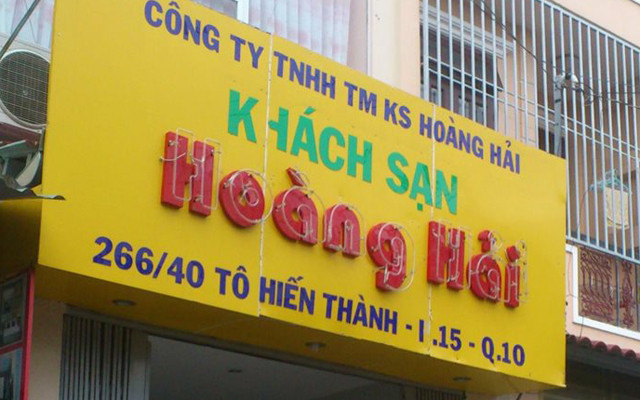 CÔNG TY TNHH TM KS HOÀNG HẢI
KHÁCH SẠN
Hoàng Hải
266/40 TÔ HIẾN THÀNH - P.15 - Q.10